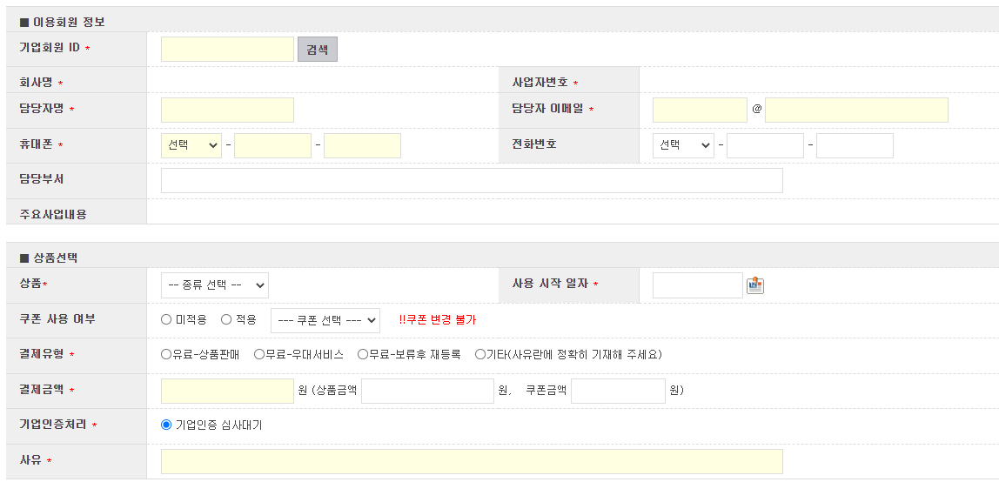 ■ 이용회원 정보
기업회원 ID * 검색
회사명 * 사업자번호 *
담당자명 * 담당자 이메일 * @
휴대폰 * 선택 - - 전화번호 선택 - -
담당부서
주요사업내용
■ 상품선택
상품* -- 종류 선택 -- 사용 시작 일자 *
쿠폰 사용 여부 미적용 적용 --- 쿠폰 선택 --- !!쿠폰 변경 불가
결제유형 * 유료-상품판매 무료-우대서비스 무료-보류후 재등록 기타(사유란에 정확히 기재해 주세요)
결제금액 * 원 (상품금액 원, 쿠폰금액 원)
기업인증처리 * 기업인증 심사대기
사유 *